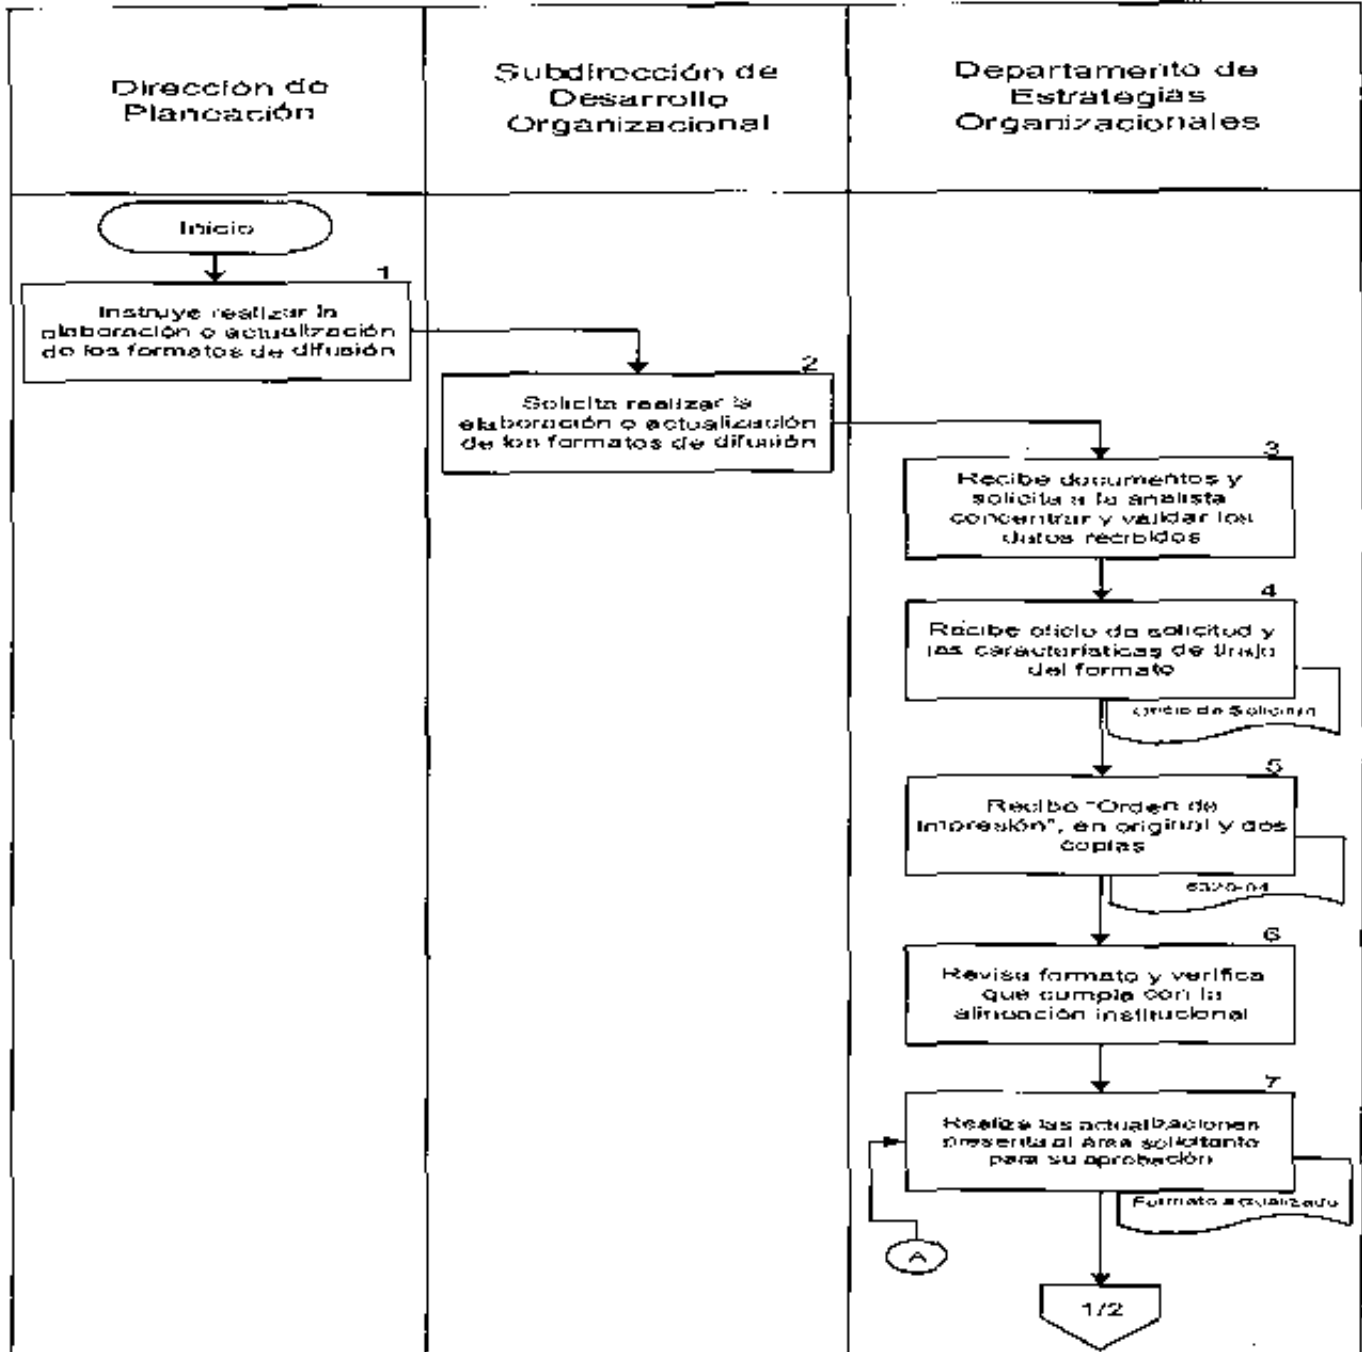 Dirección de
Planeación
Subdirección de
Desarrollo
Organizacional
Departamento de
Estrategias
Organizacionales
Inicio
1
Instruye realizar la
elaboración o actualización
de los formatos de difusión
2
Solicita realizar la
elaboración o actualización
de los formatos de difusión
3
Recibe documentos y
solicita a la analista
concentrar y validar los
datos recibidos
4
Recibe oficio de solicitud y
las características de tiraje
del formato
Oficio de Solicitud
5
Recibe "Orden de
Impresión", en original y dos
copias
6
Revisa formato y verifica
que cumpla con la
alineación institucional
7
Realiza las actualizaciones
presenta al área solicitante
para su aprobación
Formato actualizado
A
1/2